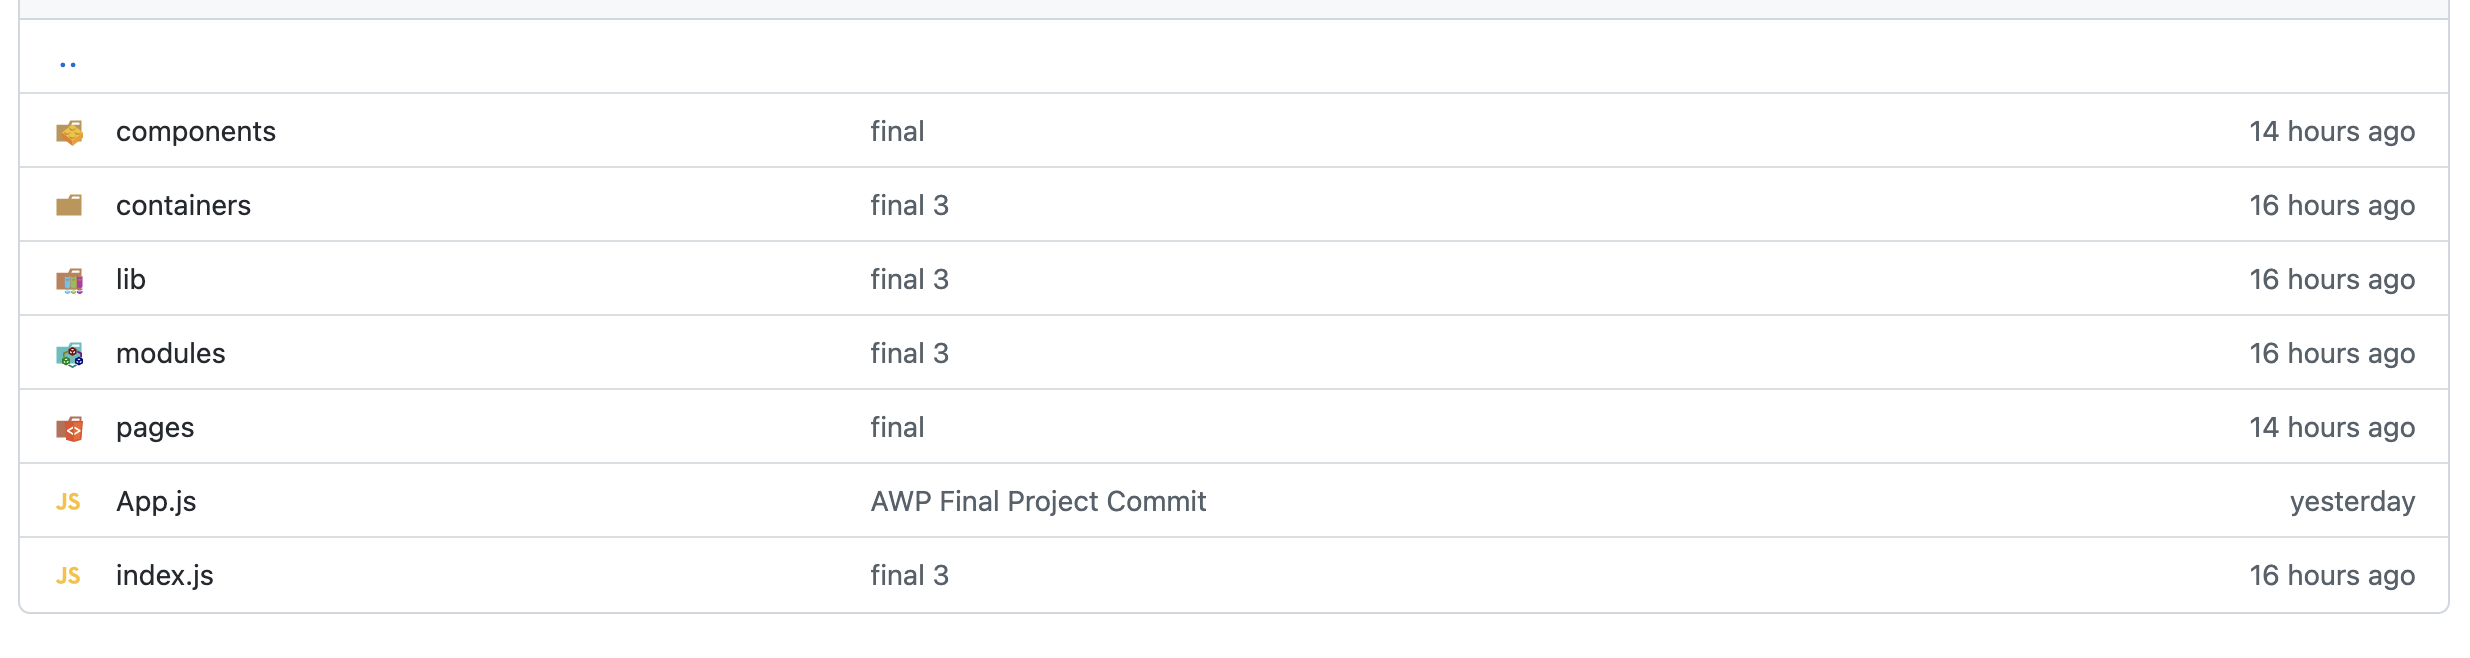 ..
components final 14 hours ago
containers final 3 16 hours ago
lib final 3 16 hours ago
modules final 3 16 hours ago
pages final 14 hours ago
JS App.js AWP Final Project Commit yesterday
JS index.js final 3 16 hours ago